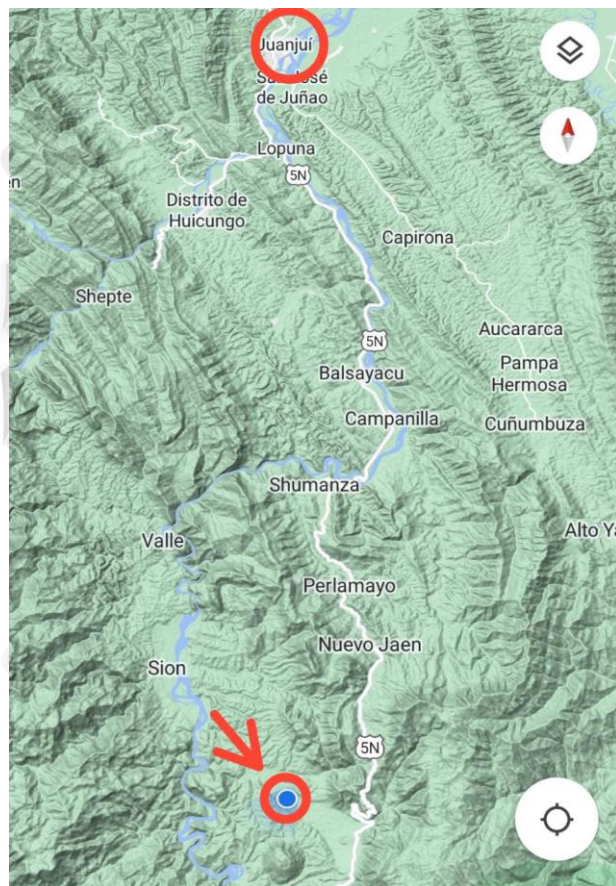 Juanjuí
San José
de Juñao
Lopuna
5N
Distrito de
Huicungo
Capirona
Shepte
Aucararca
5N
Pampa
Hermosa
Balsayacu
Campanilla
Cuñumbuza
Shumanza
Valle
Alto Ya
Perlamayo
Nuevo Jaen
Sion
5N